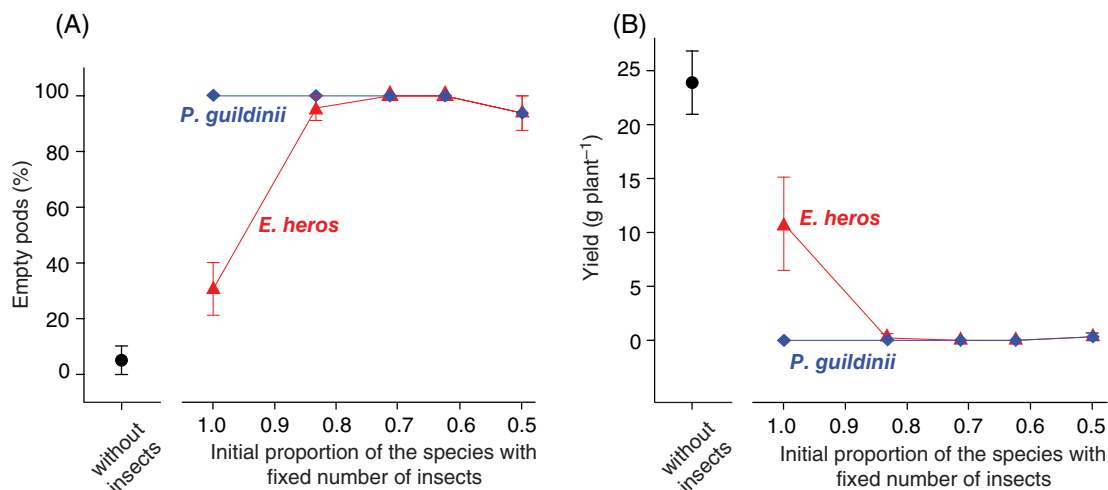 (A)
Empty pods (%)
100
80
60
40
20
0
P. guildinii
E. heros
without
insects
1.0 0.9 0.8 0.7 0.6 0.5
Initial proportion of the species with
fixed number of insects
(B)
Yield (g plant−1)
25
20
15
10
5
0
E. heros
P. guildinii
without
insects
1.0 0.9 0.8 0.7 0.6 0.5
Initial proportion of the species with
fixed number of insects